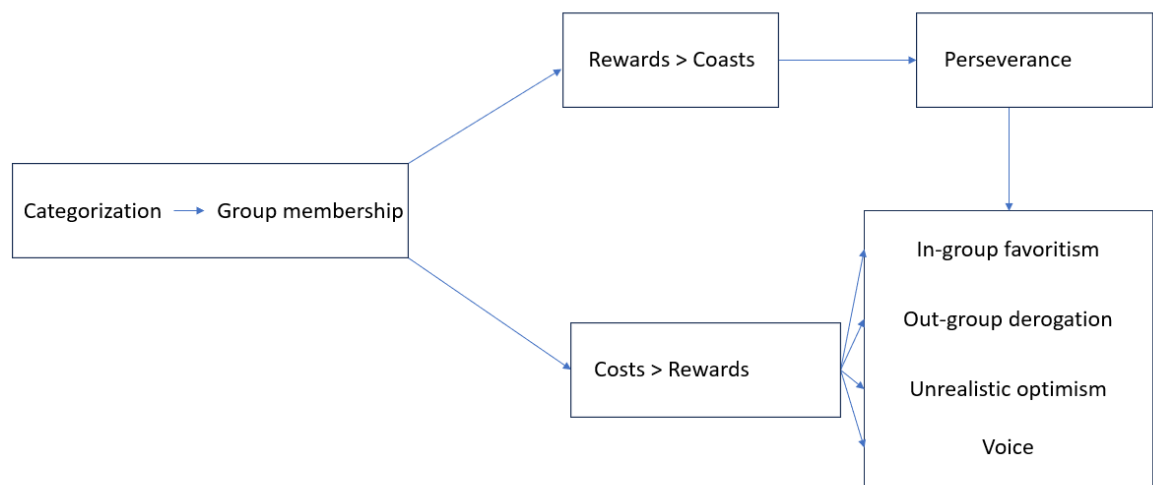 Rewards > Coasts
Perseverance
Categorization
Group membership
In-group favoritism
Out-group derogation
Costs > Rewards
Unrealistic optimism
Voice